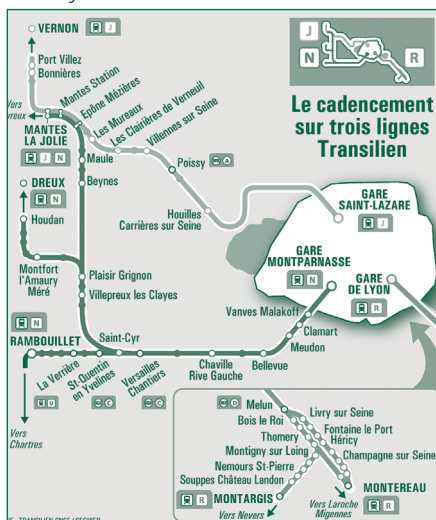 VERNON J
Port Villez
Bonnières
Mantes Station
Epône Mézières
Les Mureaux
Les Clairières de Verneuil
Villennes sur Seine
Vers
MANTES
LA JOLIE
J N
Poissy A
Maule
Beynes
DREUX
N
Houdan
Houilles
Carrières sur Seine
Montfort
l'Amaury
Méré
Plaisir Grignon
Villepreux les Clayes
N
RAMBOUILLET
Saint-Cyr
La Verrière
U
St-Quentin
en Yvelines
C
Versailles
Chantiers
C
Chaville
Rive Gauche
Bellevue
Meudon
Clamart
Vanves Malakoff
Vers
Chartres
J
N
R
Le cadencement
sur trois lignes
Transilien
GARE
SAINT-LAZARE
J
GARE
MONTPARNASSE
N
GARE
DE LYON
R
D Melun
Bois le Roi
Thomery
Montigny sur Loing
Nemours St-Pierre
Souppes Château Landon
R MONTARGIS
Vers Nevers
Livry sur Seine
Fontaine le Port
Héricy
Champagne sur Seine
MONTEREAU
R
Vers Laroche
Migennes